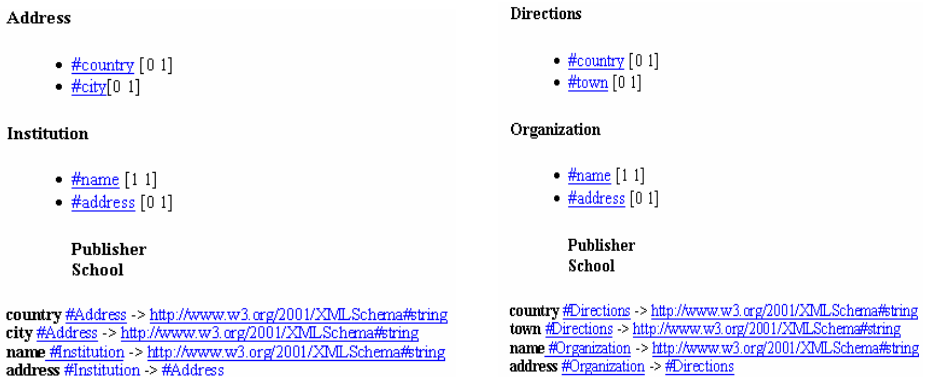 Address
• #country [0 1]
• #city[0 1]
Institution
• #name [1 1]
• #address [0 1]
Publisher
School
country #Address -> http://www.w3.org/2001/XMLSchema#string
city #Address -> http://www.w3.org/2001/XMLSchema#string
name #Institution -> http://www.w3.org/2001/XMLSchema#string
address #Institution -> #Address
Directions
• #country [0 1]
• #town [0 1]
Organization
• #name [1 1]
• #address [0 1]
Publisher
School
country #Directions -> http://www.w3.org/2001/XMLSchema#string
town #Directions -> http://www.w3.org/2001/XMLSchema#string
name #Organization -> http://www.w3.org/2001/XMLSchema#string
address #Organization -> #Directions